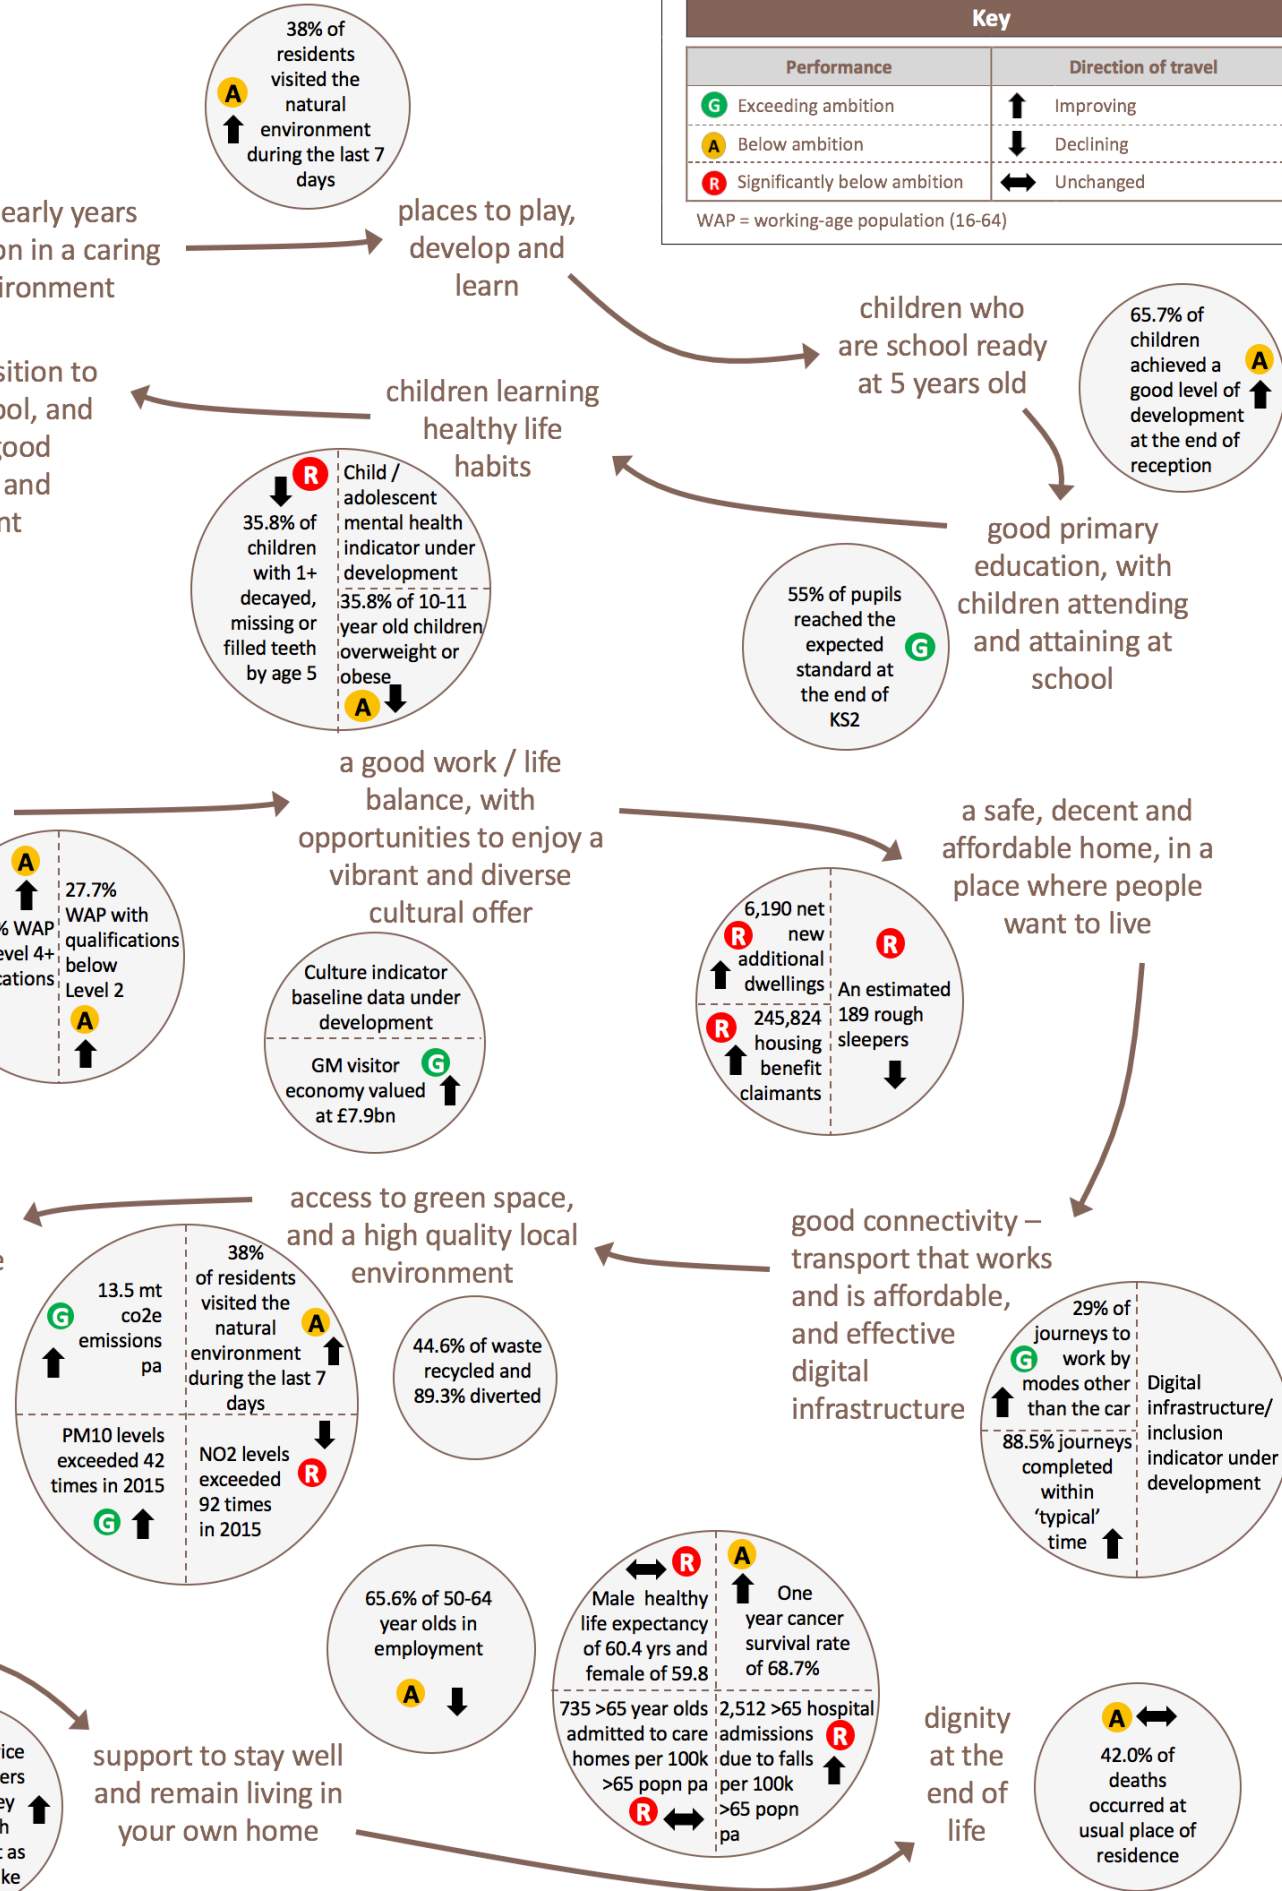 38% of
residents
visited the
natural
environment
during the last 7
days
A
Key
Performance
Direction of travel
G Exceeding ambition
Improving
A Below ambition
Declining
R Significantly below ambition
Unchanged
WAP = working-age population (16-64)
early years
on in a caring
ironment
places to play,
develop and
learn
children who
are school ready
at 5 years old
65.7% of
children
achieved a
good level of
development
at the end of
reception
A
sition to
ool, and
good
and
nt
children learning
healthy life
habits
R
35.8% of
children
with 1+
decayed,
missing or
filled teeth
by age 5
Child /
adolescent
mental health
indicator under
development
35.8% of 10-11
year old children
overweight or
obese
A
good primary
education, with
children attending
and attaining at
school
55% of pupils
reached the
expected
standard at
the end of
KS2
G
a good work / life
balance, with
opportunities to enjoy a
vibrant and diverse
cultural offer
a safe, decent and
affordable home, in a
place where people
want to live
A
% WAP
evel 4+
cations
27.7%
WAP with
qualifications
below
Level 2
A
Culture indicator
baseline data under
development
GM visitor
economy valued
at £7.9bn
G
6,190 net
new
additional
dwellings
R
245,824
housing
benefit
claimants
R
R
An estimated
189 rough
sleepers
access to green space,
and a high quality local
environment
good connectivity –
transport that works
and is affordable,
and effective
digital
infrastructure
e
13.5 mt
co2e
emissions
pa
G
38%
of residents
visited the
natural
environment
during the last 7
days
A
PM10 levels
exceeded 42
times in 2015
G
NO2 levels
exceeded
92 times
in 2015
R
44.6% of waste
recycled and
89.3% diverted
29% of
journeys to
work by
modes other
than the car
G
88.5% journeys
completed
within
‘typical’
time
Digital
infrastructure/
inclusion
indicator under
development
65.6% of 50-64
year olds in
employment
A
R
Male healthy
life expectancy
of 60.4 yrs and
female of 59.8
A
One
year cancer
survival rate
of 68.7%
735 >65 year olds
admitted to care
homes per 100k
>65 popn pa
R
2,512 >65 hospital
admissions
due to falls
per 100k
>65 popn
pa
R
ice
ers
ey
h
t as
ke
support to stay well
and remain living in
your own home
dignity
at the
end of
life
A
42.0% of
deaths
occurred at
usual place of
residence